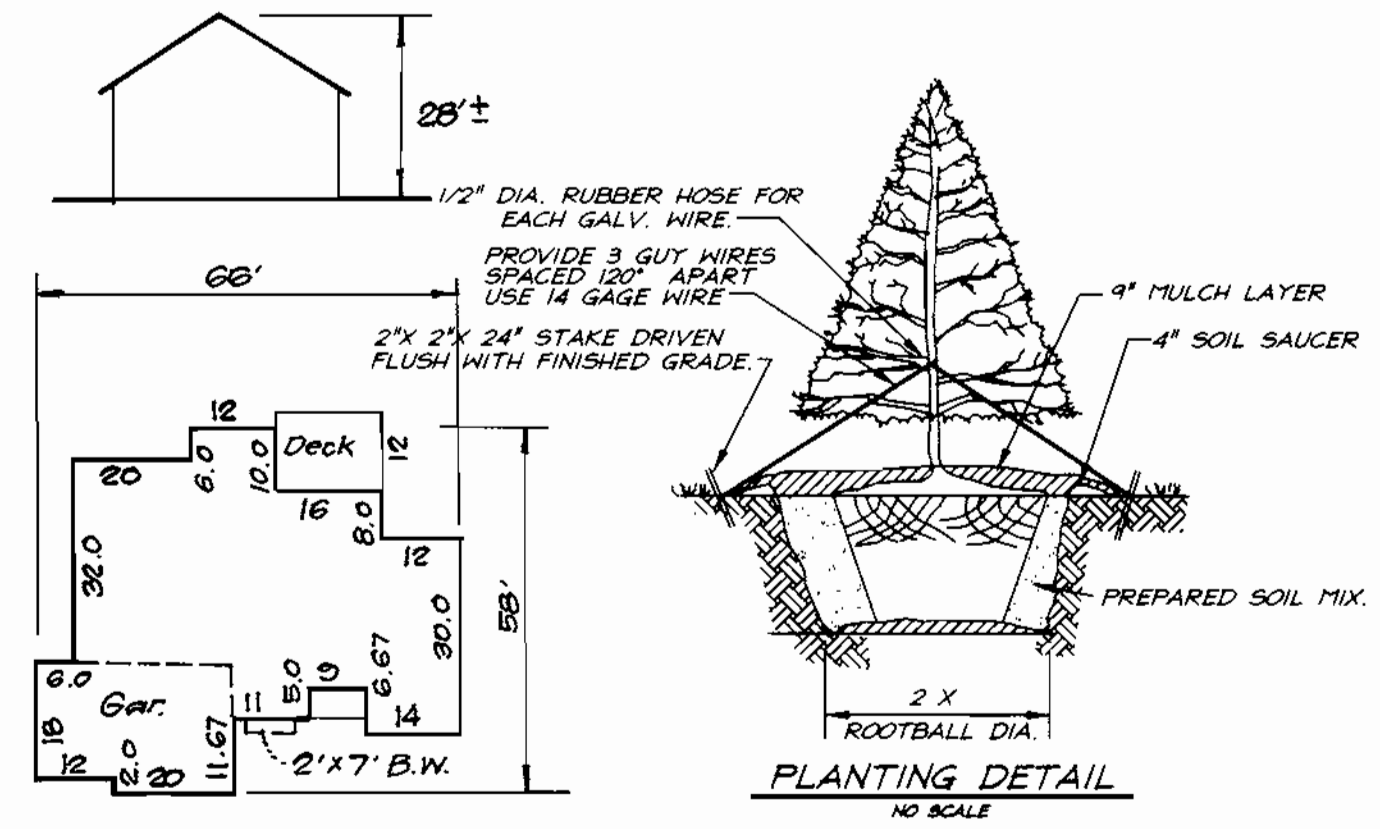 28'±
66'
12
Deck
12
20
6.0
10.0
16
8.0
12
32.0
58'
30.0
6.67
9
5.0
6.0
Gar.
11
14
18
12
2.0
20
11.67
2'X7' B.W.
1/2" DIA. RUBBER HOSE FOR
EACH GALV. WIRE.
PROVIDE 3 GUY WIRES
SPACED 120° APART
USE 14 GAGE WIRE
2"X 2"X 24" STAKE DRIVEN
FLUSH WITH FINISHED GRADE.
9" MULCH LAYER
4" SOIL SAUCER
PREPARED SOIL MIX.
2 X
ROOTBALL DIA.
PLANTING DETAIL
NO SCALE